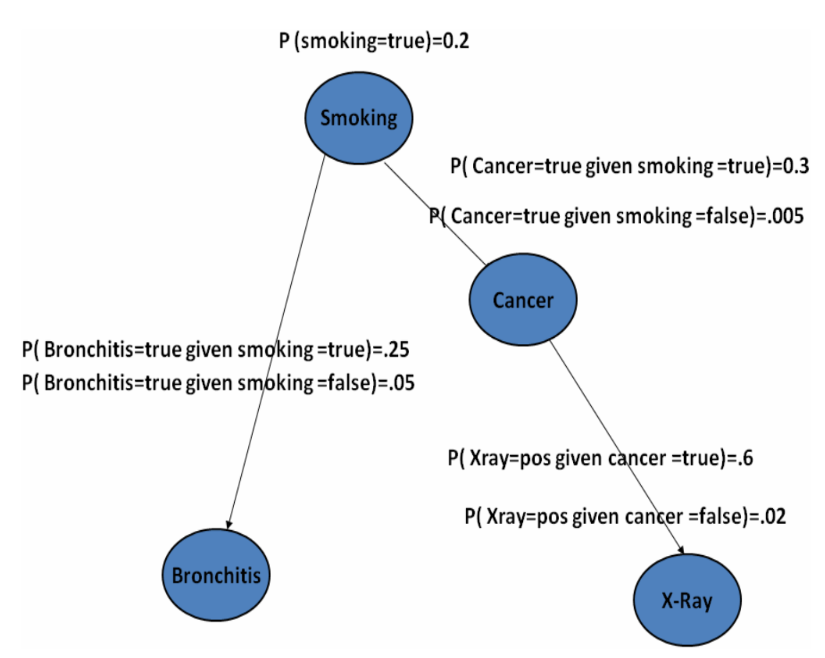 P (smoking=true)=0.2
Smoking
P( Cancer=true given smoking =true)=0.3
P( Cancer=true given smoking =false)=.005
Cancer
P( Bronchitis=true given smoking =true)=.25
P( Bronchitis=true given smoking =false)=.05
P( Xray=pos given cancer =true)=.6
P( Xray=pos given cancer =false)=.02
Bronchitis
X-Ray